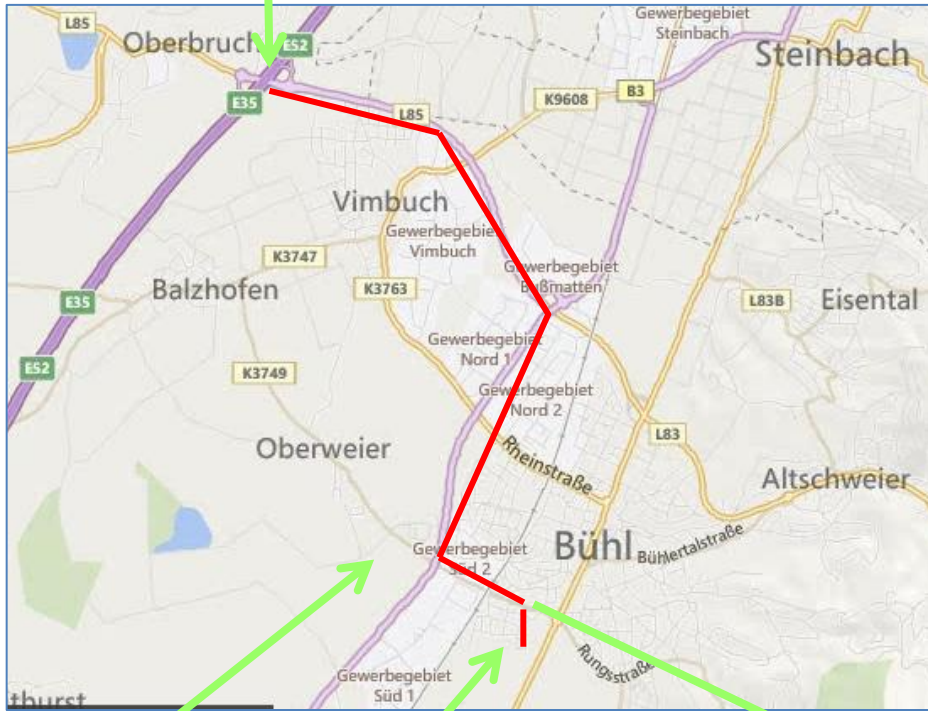 Gewerbegebiet
Steinbach
L85
Oberbruch
E52
Steinbach
E35
B3
K9608
L85
Vimbuch
Gewerbegebiet
Vimbuch
K3747
Gewerbegebiet
Bußmatten
Balzhofen
K3763
L83B
Eisental
E35
Gewerbegebiet
Nord 1
E52
K3749
Gewerbegebiet
Nord 2
L83
Oberweier
Rheinstraße
Altschweier
Bühl
Bühlertalstraße
Gewerbegebiet
Süd 2
Rungsstraße
Gewerbegebiet
Süd 1